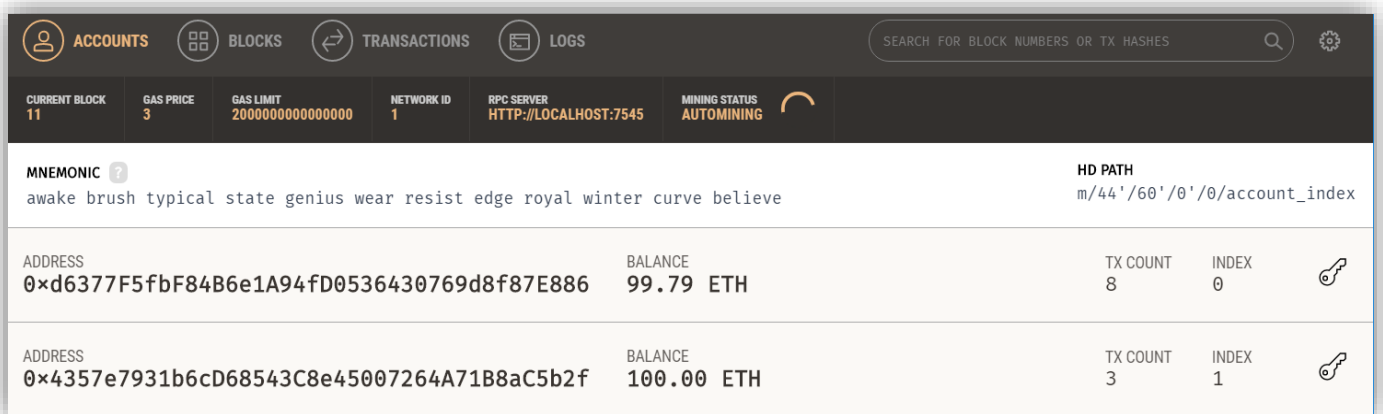 ACCOUNTS BLOCKS TRANSACTIONS LOGS SEARCH FOR BLOCK NUMBERS OR TX HASHES
CURRENT BLOCK GAS PRICE GAS LIMIT NETWORK ID RPC SERVER MINING STATUS
11 3 2000000000000000 1 HTTP://LOCALHOST:7545 AUTOMINING
MNEMONIC ? HD PATH
awake brush typical state genius wear resist edge royal winter curve believe m/44'/60'/0'/0/account_index
ADDRESS BALANCE TX COUNT INDEX
0×d6377F5fbF84B6e1A94fD0536430769d8f87E886 99.79 ETH 8 0
ADDRESS BALANCE TX COUNT INDEX
0×4357e7931b6cD68543C8e45007264A71B8aC5b2f 100.00 ETH 3 1